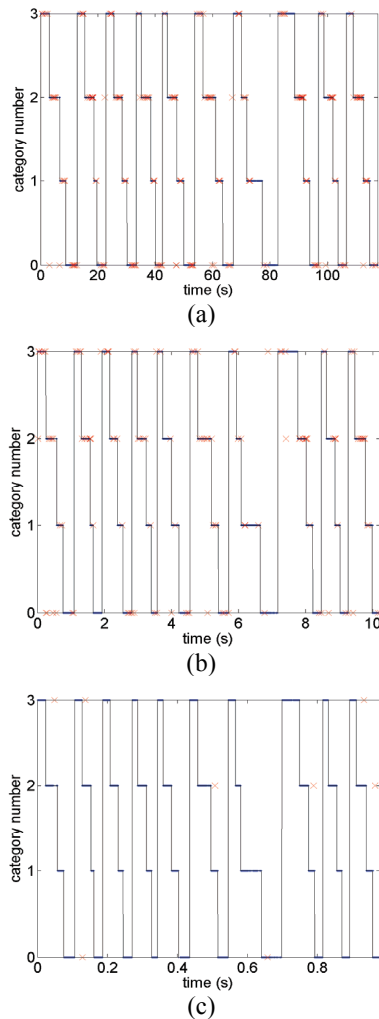 3
2
1
0
category number
0 20 40 60 80 100
time (s)
(a)
3
2
1
0
category number
0 2 4 6 8 10
time (s)
(b)
3
2
1
0
category number
0 0.2 0.4 0.6 0.8
time (s)
(c)